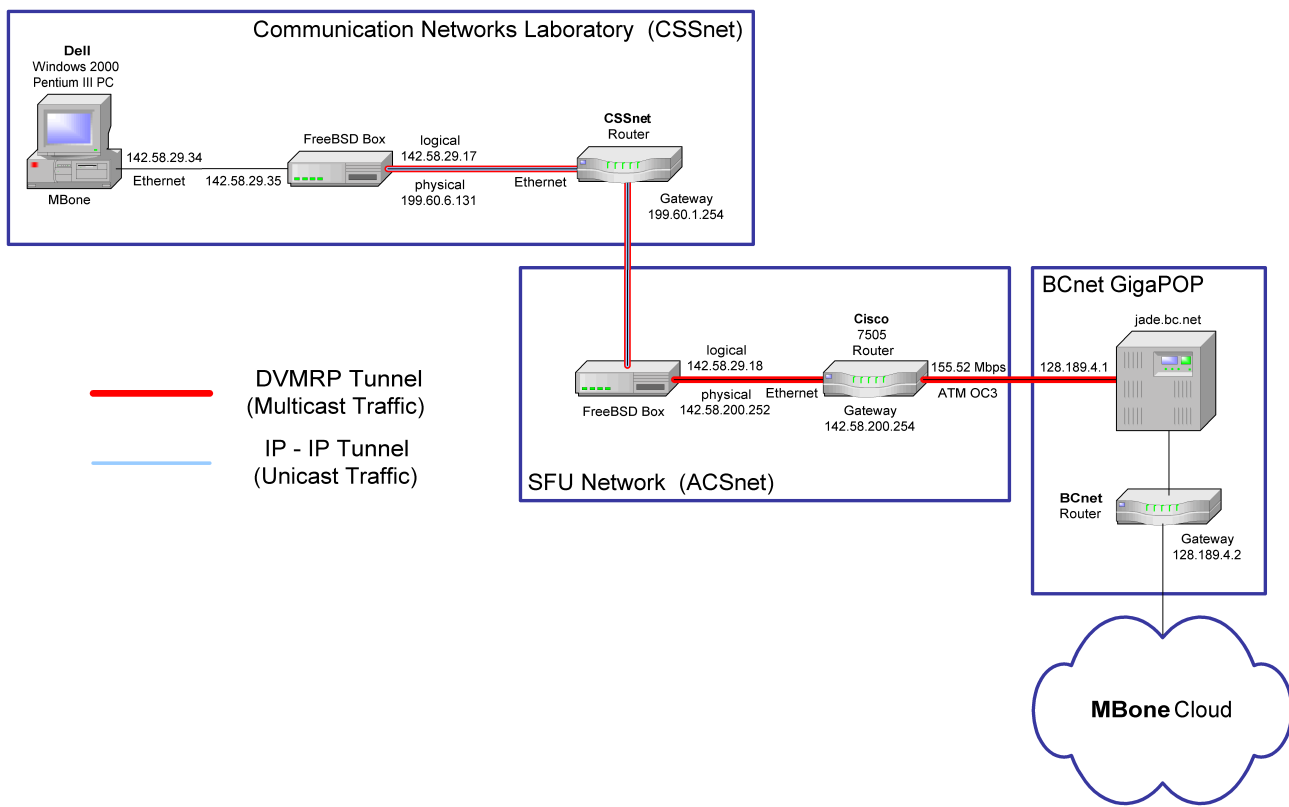 Communication Networks Laboratory (CSSnet)
Dell
Windows 2000
Pentium III PC
MBone
142.58.29.34
Ethernet
142.58.29.35
FreeBSD Box
logical
142.58.29.17
physical
199.60.6.131
Ethernet
CSSnet
Router
Gateway
199.60.1.254
DVMRP Tunnel
(Multicast Traffic)
IP - IP Tunnel
(Unicast Traffic)
FreeBSD Box
logical
142.58.29.18
physical
142.58.200.252
Ethernet
Cisco
7505
Router
Gateway
142.58.200.254
155.52 Mbps
ATM OC3
SFU Network (ACSnet)
BCnet GigaPOP
jade.bc.net
128.189.4.1
BCnet
Router
Gateway
128.189.4.2
MBone Cloud